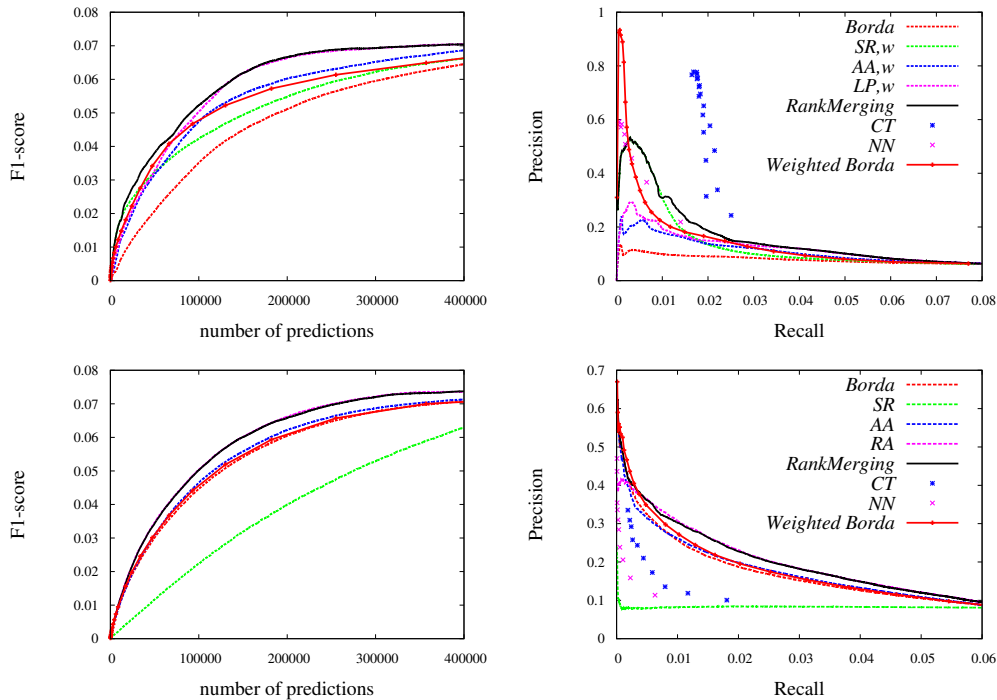 0.08
0.07
0.06
0.05
0.04
0.03
0.02
0.01
0
F1-score
0 100000 200000 300000 400000
number of predictions
1
0.8
0.6
0.4
0.2
0
Precision
Borda
SR,w
AA,w
LP,w
RankMerging
CT
NN
Weighted Borda
0 0.01 0.02 0.03 0.04 0.05 0.06 0.07 0.08
Recall
0.08
0.07
0.06
0.05
0.04
0.03
0.02
0.01
0
F1-score
0 100000 200000 300000 400000
number of predictions
0.7
0.6
0.5
0.4
0.3
0.2
0.1
0
Precision
Borda
SR
AA
RA
RankMerging
CT
NN
Weighted Borda
0 0.01 0.02 0.03 0.04 0.05 0.06
Recall